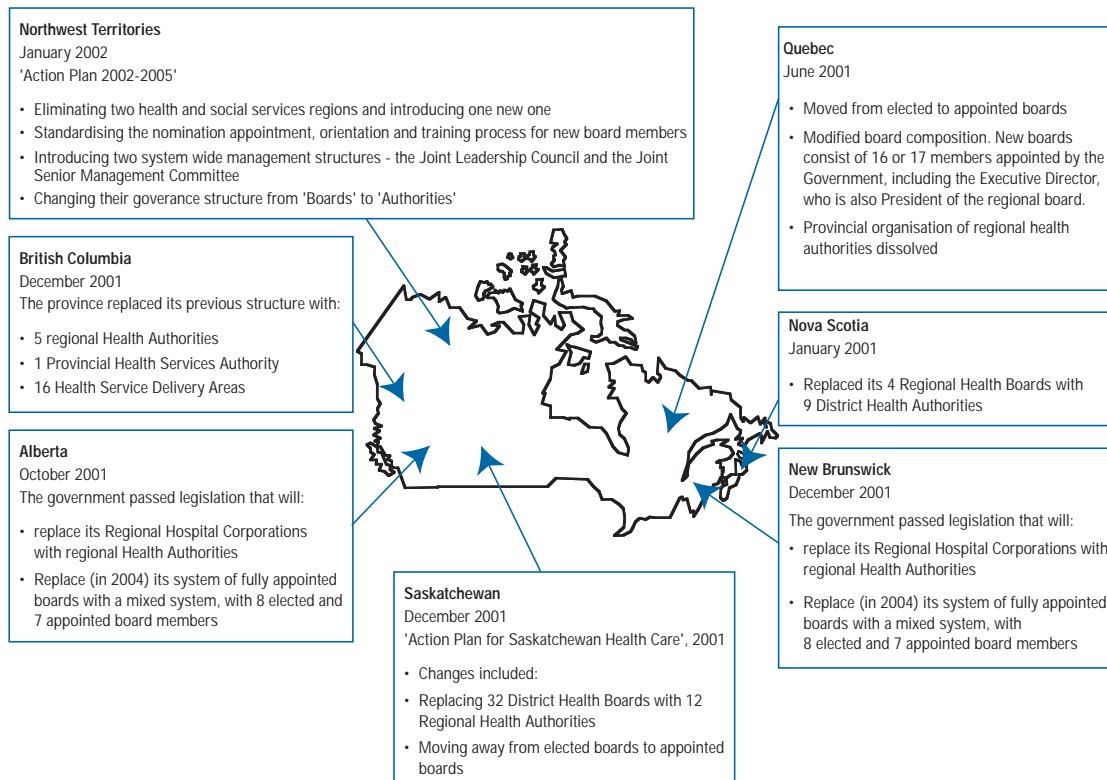 Northwest Territories
January 2002
'Action Plan 2002-2005'
• Eliminating two health and social services regions and introducing one new one
• Standardising the nomination appointment, orientation and training process for new board members
• Introducing two system wide management structures - the Joint Leadership Council and the Joint
Senior Management Committee
• Changing their goverance structure from 'Boards' to 'Authorities'
Quebec
June 2001
• Moved from elected to appointed boards
• Modified board composition. New boards
consist of 16 or 17 members appointed by the
Government, including the Executive Director,
who is also President of the regional board.
• Provincial organisation of regional health
authorities dissolved
British Columbia
December 2001
The province replaced its previous structure with:
• 5 regional Health Authorities
• 1 Provincial Health Services Authority
• 16 Health Service Delivery Areas
Nova Scotia
January 2001
• Replaced its 4 Regional Health Boards with
9 District Health Authorities
Alberta
October 2001
The government passed legislation that will:
• replace its Regional Hospital Corporations
with regional Health Authorities
• Replace (in 2004) its system of fully appointed
boards with a mixed system, with 8 elected and
7 appointed board members
New Brunswick
December 2001
The government passed legislation that will:
• replace its Regional Hospital Corporations with
regional Health Authorities
• Replace (in 2004) its system of fully appointed
boards with a mixed system, with
8 elected and 7 appointed board members
Saskatchewan
December 2001
'Action Plan for Saskatchewan Health Care', 2001
• Changes included:
• Replacing 32 District Health Boards with 12
Regional Health Authorities
• Moving away from elected boards to appointed
boards